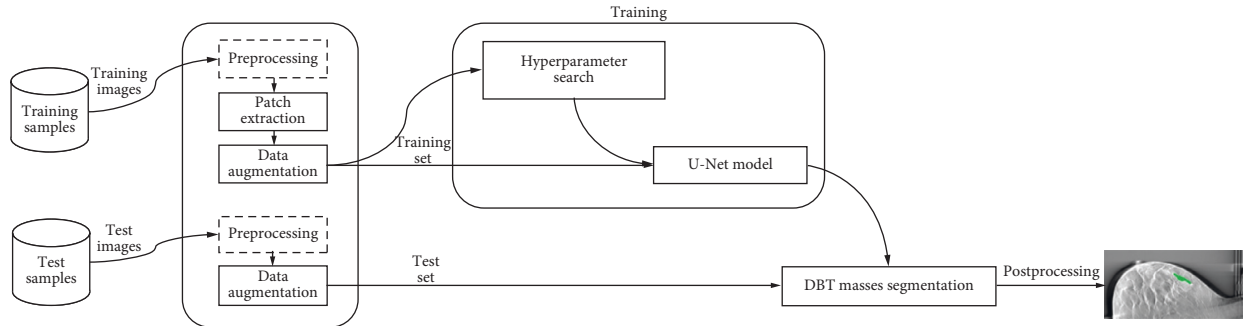 Training
Training
images
Training
samples
Preprocessing
Patch
extraction
Data
augmentation
Training
set
Hyperparameter
search
U-Net model
Test
images
Test
samples
Preprocessing
Data
augmentation
Test
set
DBT masses segmentation
Postprocessing